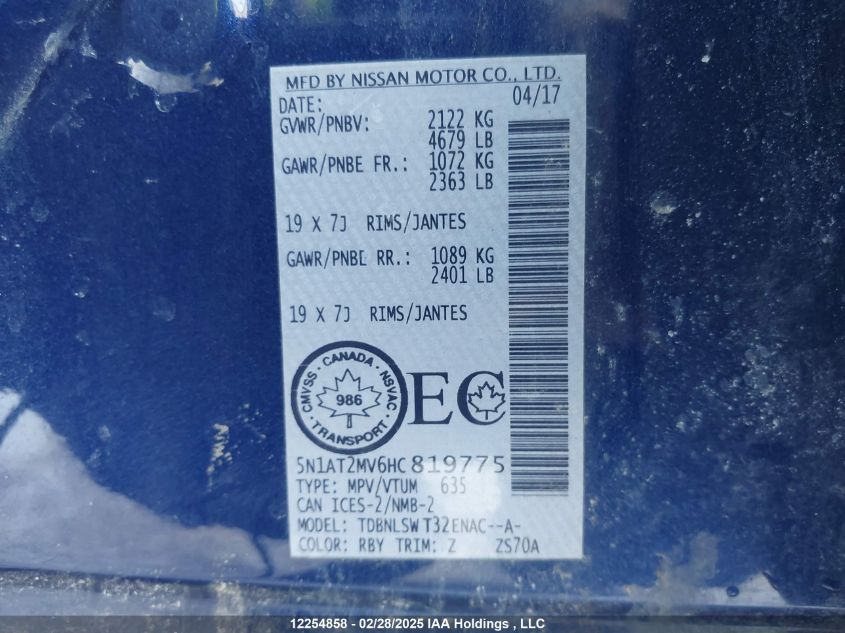 MFD BY NISSAN MOTOR CO., LTD.
DATE: 04/17
GVWR/PNBV: 2122 KG
4679 LB
GAWR/PNBE FR.: 1072 KG
2363 LB
19 X 7J RIMS/JANTES
GAWR/PNBE RR.: 1089 KG
2401 LB
19 X 7J RIMS/JANTES
CMVSS · CANADA · NSVAC
986
TRANSPORT
EC
5N1AT2MV6HC819775
TYPE: MPV/VTUM 635
CAN ICES-2/NMB-2
MODEL: TDBNLSW T32ENAC--A-
COLOR: RBY TRIM: Z ZS70A
12254858 - 02/28/2025 IAA Holdings , LLC